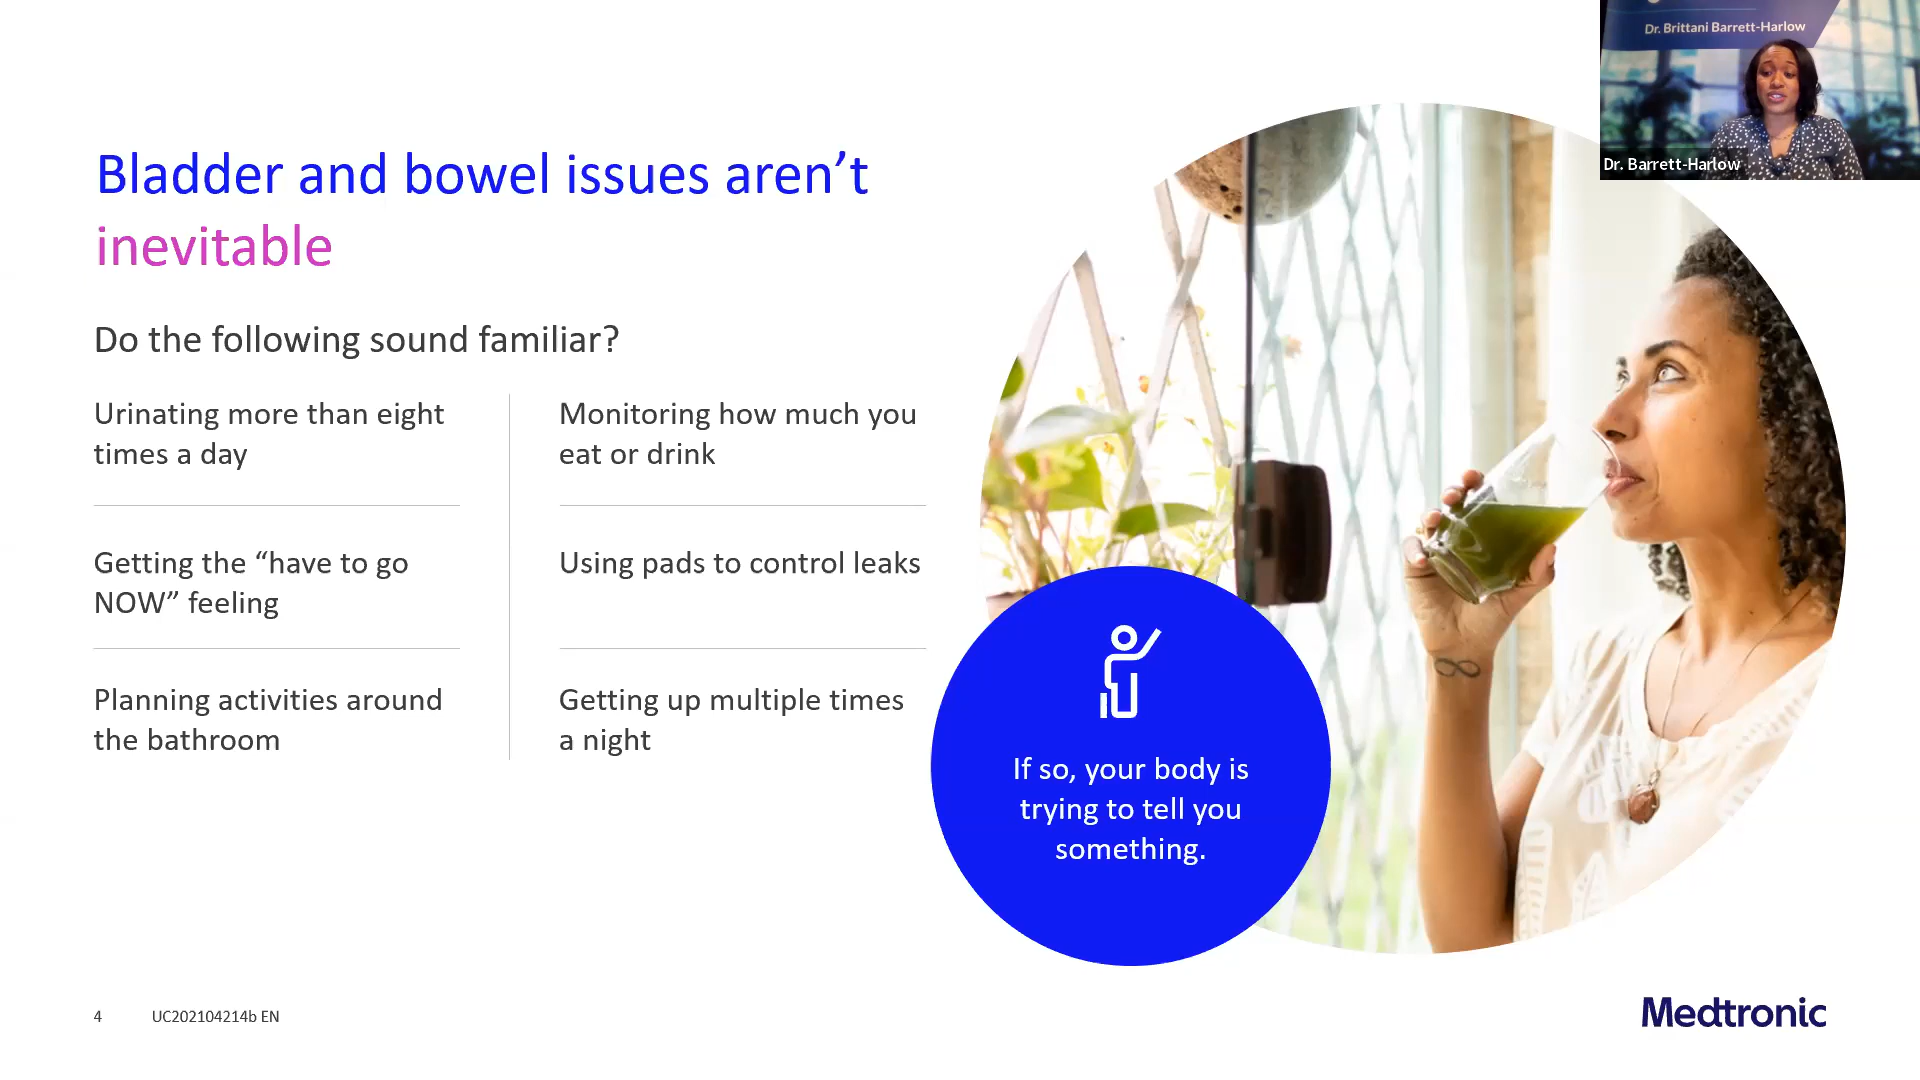 Dr. Brittani Barrett-Harlow
Dr. Barrett-Harlow
Bladder and bowel issues aren’t
inevitable
Do the following sound familiar?
Urinating more than eight
times a day
Monitoring how much you
eat or drink
Getting the “have to go
NOW” feeling
Using pads to control leaks
Planning activities around
the bathroom
Getting up multiple times
a night
If so, your body is
trying to tell you
something.
4
UC202104214b EN
Medtronic